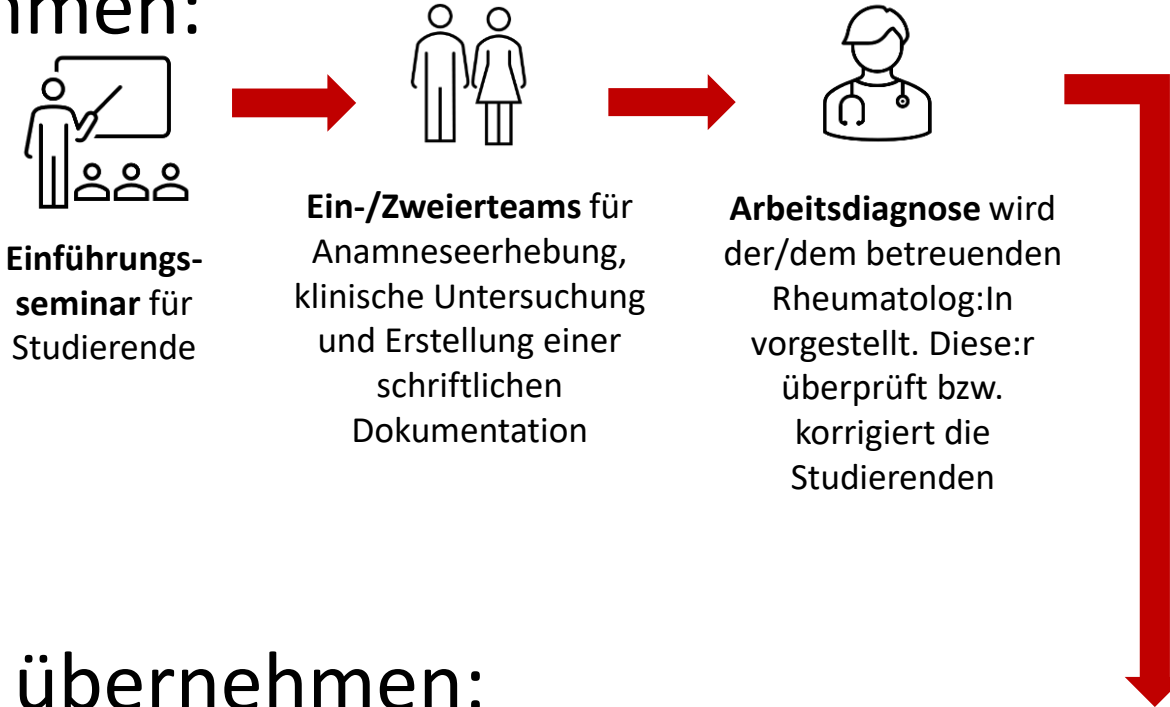 hmen:
Einführungs-
seminar für
Studierende
Ein-/Zweierteams für
Anamneseerhebung,
klinische Untersuchung
und Erstellung einer
schriftlichen
Dokumentation
Arbeitsdiagnose wird
der/dem betreuenden
Rheumatolog:In
vorgestellt. Diese:r
überprüft bzw.
korrigiert die
Studierenden
übernehmen: